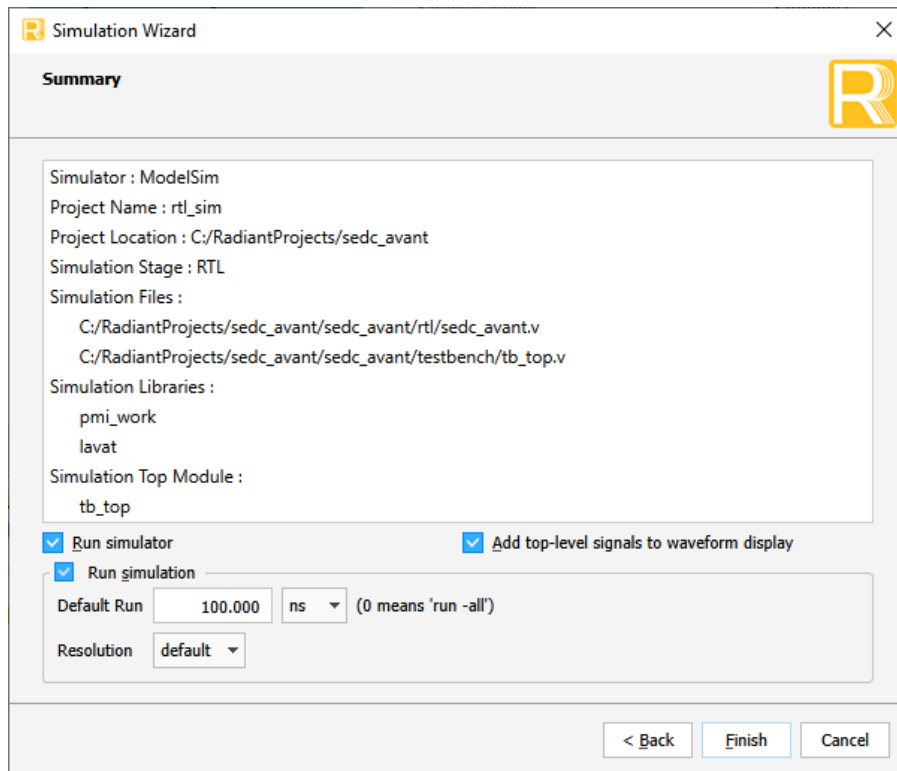 Simulation Wizard
Summary
Simulator : ModelSim
Project Name : rtl_sim
Project Location : C:/RadiantProjects/sedc_avant
Simulation Stage : RTL
Simulation Files :
C:/RadiantProjects/sedc_avant/sedc_avant/rtl/sedc_avant.v
C:/RadiantProjects/sedc_avant/sedc_avant/testbench/tb_top.v
Simulation Libraries :
pmi_work
lavat
Simulation Top Module :
tb_top
Run simulator
Add top-level signals to waveform display
Run simulation
Default Run 100.000 ns (0 means 'run -all')
Resolution default
< Back Finish Cancel